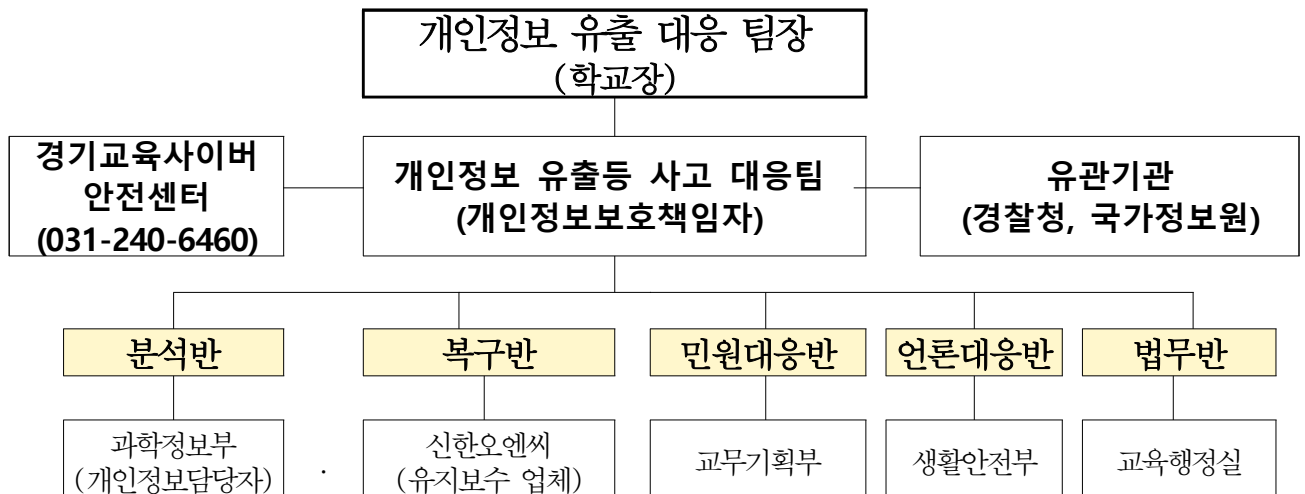 개인정보 유출 대응 팀장
(학교장)
경기교육사이버
안전센터
(031-240-6460)
개인정보 유출등 사고 대응팀
(개인정보보호책임자)
유관기관
(경찰청, 국가정보원)
분석반
복구반
민원대응반
언론대응반
법무반
과학정보부
(개인정보담당자)
.
신한오엔씨
(유지보수 업체)
교무기획부
생활안전부
교육행정실